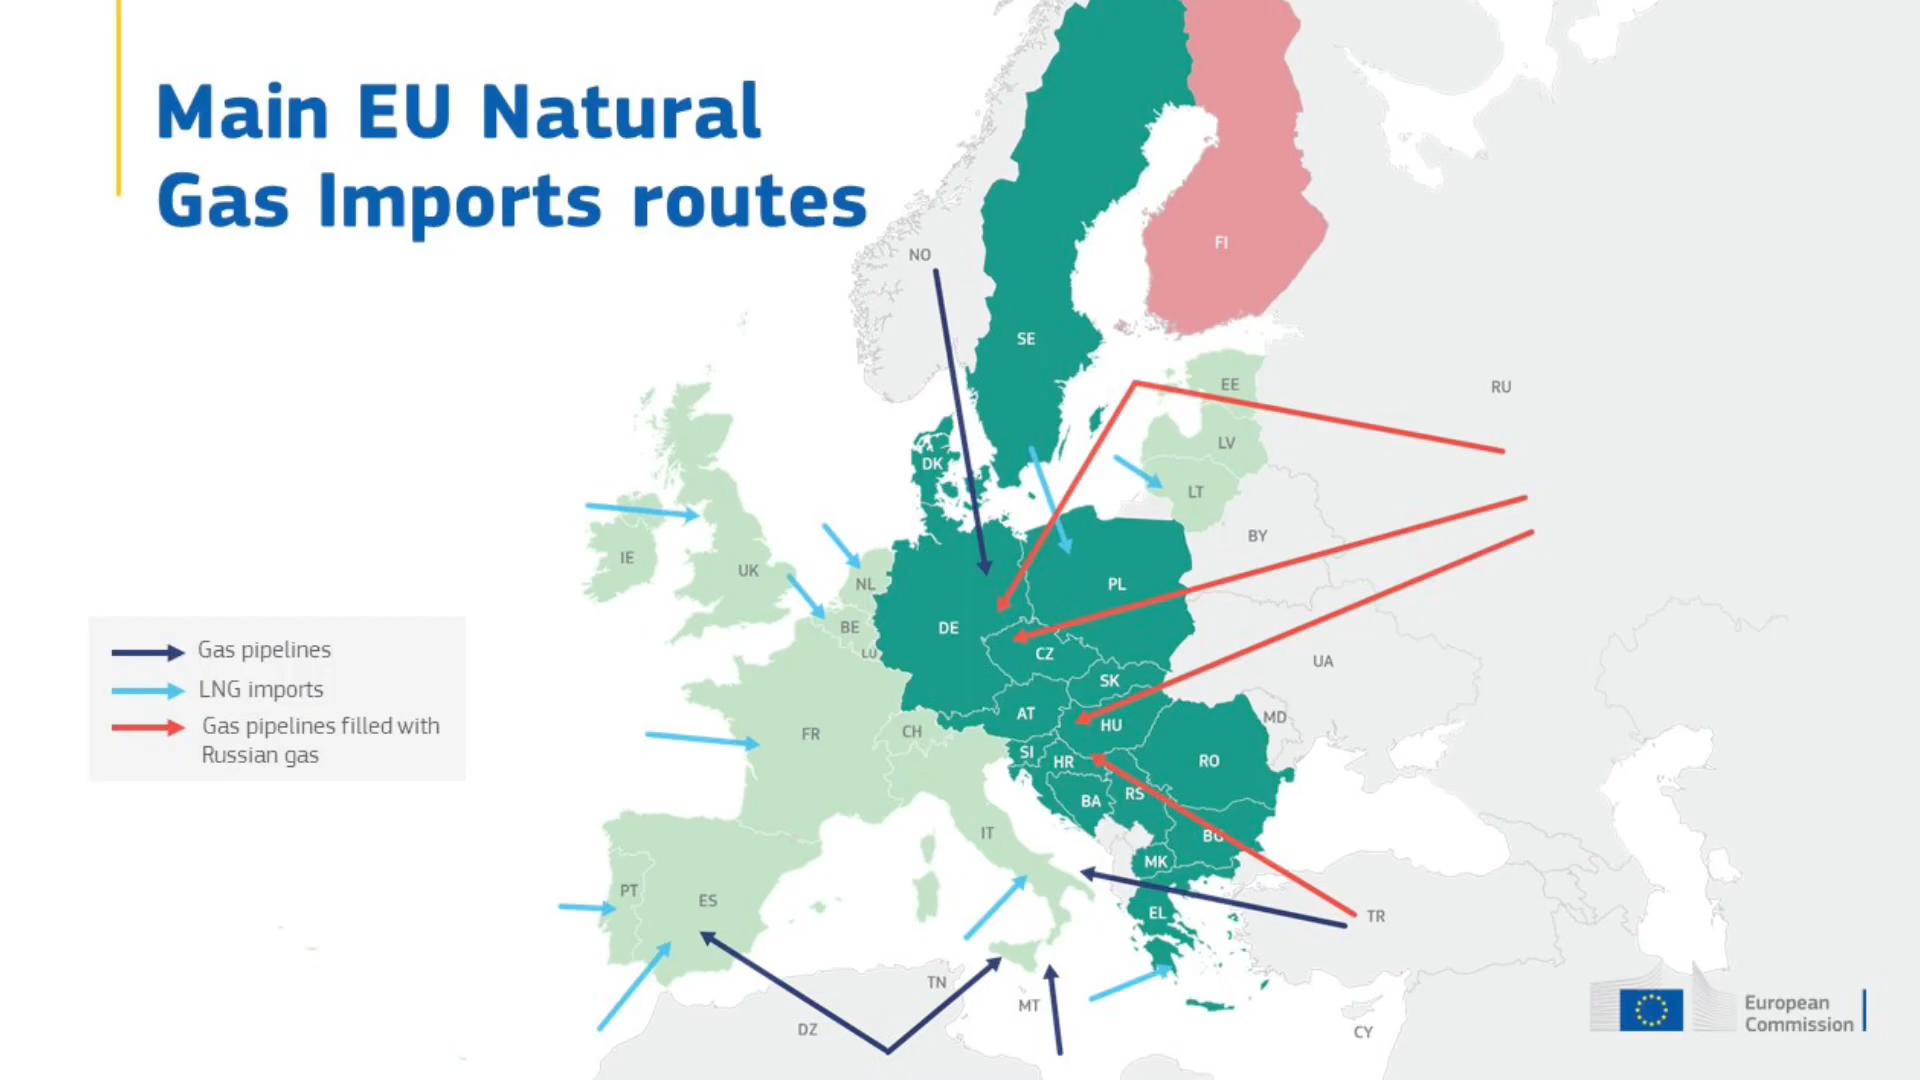 Main EU Natural
Gas Imports routes
NO
FI
SE
RU
EE
LV
DK
LT
BY
IE
UK
NL
PL
BE
DE
LU
CZ
UA
SK
AT
HU
MD
FR
CH
SI
HR
RO
BA
RS
IT
BG
MK
PT
ES
EL
TR
TN
MT
DZ
CY
Gas pipelines
LNG imports
Gas pipelines filled with
Russian gas
European
Commission